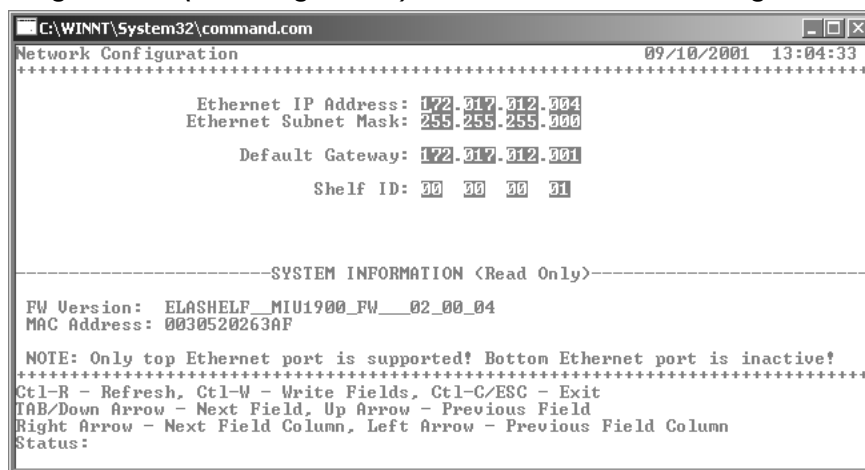 C:\WINNT\System32\command.com
Network Configuration 09/10/2001 13:04:33
++++++++++++++++++++++++++++++++++++++++++++++++++++++++++++++++++++++++++++++++
Ethernet IP Address: 172.017.012.004
Ethernet Subnet Mask: 255.255.255.000
Default Gateway: 172.017.012.001
Shelf ID: 00 00 00 01
------------------------SYSTEM INFORMATION (Read Only)--------------------------
FW Version: ELASHELF__MIU1900_FW___02_00_04
MAC Address: 0030520263AF
NOTE: Only top Ethernet port is supported! Bottom Ethernet port is inactive!
++++++++++++++++++++++++++++++++++++++++++++++++++++++++++++++++++++++++++++++++
Ctl-R - Refresh, Ctl-W - Write Fields, Ctl-C/ESC - Exit
TAB/Down Arrow - Next Field, Up Arrow - Previous Field
Right Arrow - Next Field Column, Left Arrow - Previous Field Column
Status: